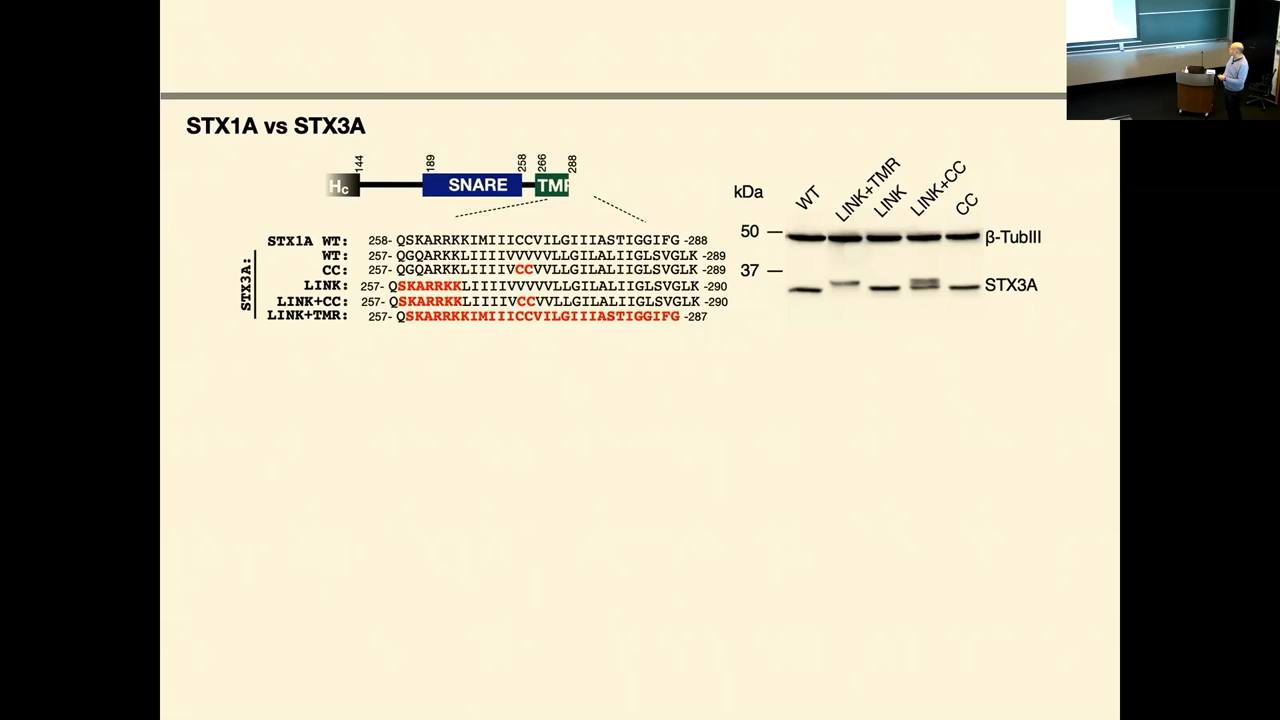 STX1A vs STX3A
144 189 258 266 288
Hc SNARE TMR
STX1A WT: 258- QSKARRKKIMIIICCVILGIIIASTIGGIFG -288
STX3A:
WT: 257- QGQARKKLIIIIVVVVVLLGILALIIGLSVGLK -289
CC: 257- QGQARKKLIIIIVCCVVLLGILALIIGLSVGLK -289
LINK: 257- QSKARRKKLIIIIVVVVVLLGILALIIGLSVGLK -290
LINK+CC: 257- QSKARRKKLIIIIVCCVVLLGILALIIGLSVGLK -290
LINK+TMR: 257- QSKARRKKIMIIICCVILGIIIASTIGGIFG -287
kDa WT LINK+TMR LINK LINK+CC CC
50 β-TubIII
37
STX3A